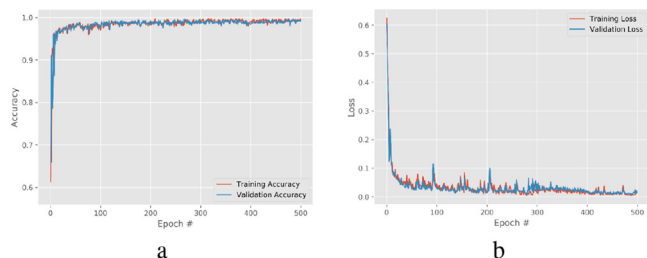 1.0
0.9
0.8
0.7
0.6
Accuracy
0 100 200 300 400 500
Epoch #
Training Accuracy
Validation Accuracy
a
0.6
0.5
0.4
0.3
0.2
0.1
0.0
Loss
0 100 200 300 400 500
Epoch #
Training Loss
Validation Loss
b